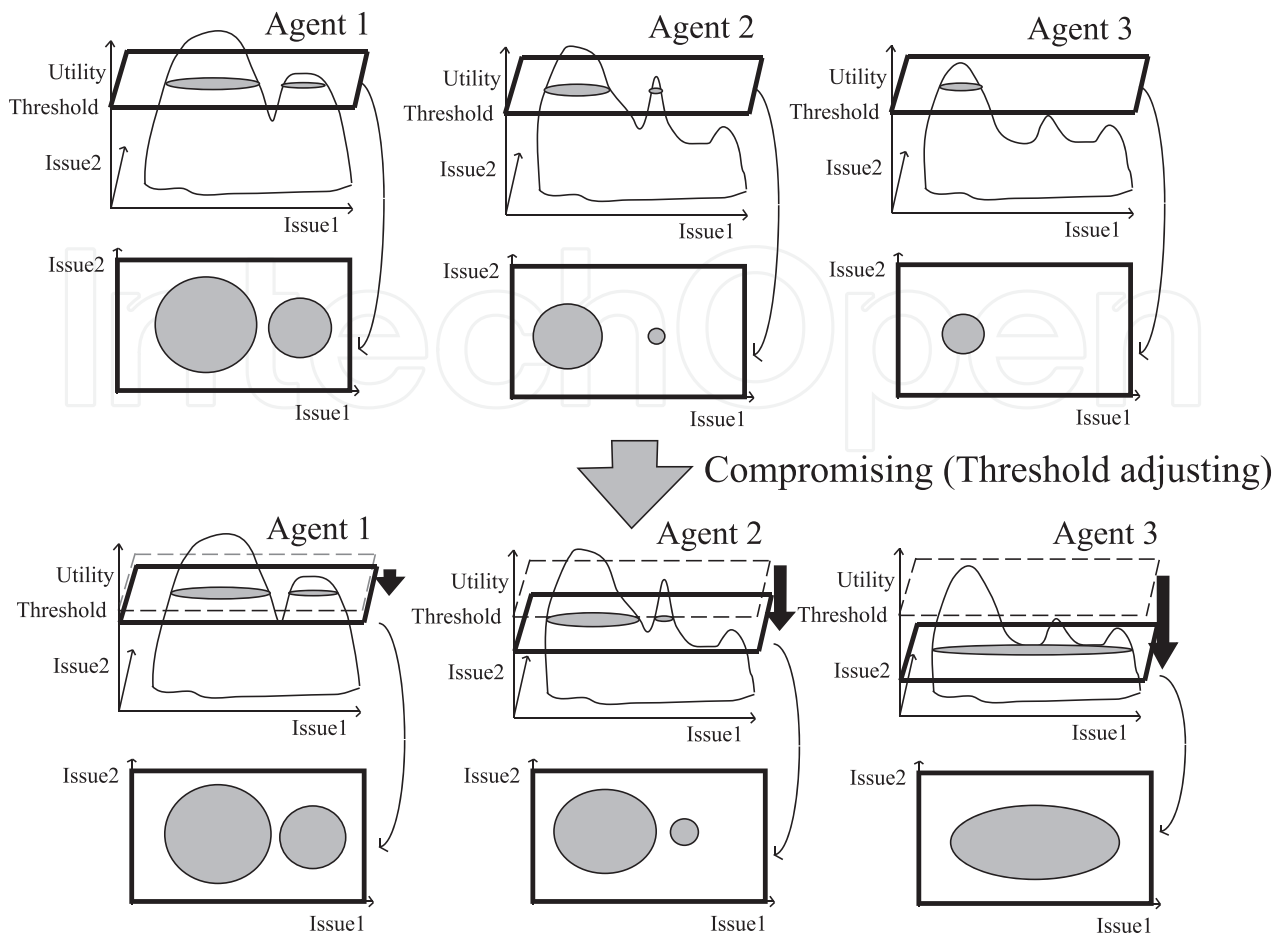 Agent 1
Utility
Threshold
Issue2
Issue1
Issue2
Issue1
Agent 2
Utility
Threshold
Issue2
Issue1
Issue2
Issue1
Agent 3
Utility
Threshold
Issue2
Issue1
Issue2
Issue1
IntechOpen
Compromising (Threshold adjusting)
Agent 1
Utility
Threshold
Issue2
Issue1
Issue2
Issue1
Agent 2
Utility
Threshold
Issue2
Issue1
Issue2
Issue1
Agent 3
Utility
Threshold
Issue2
Issue1
Issue2
Issue1